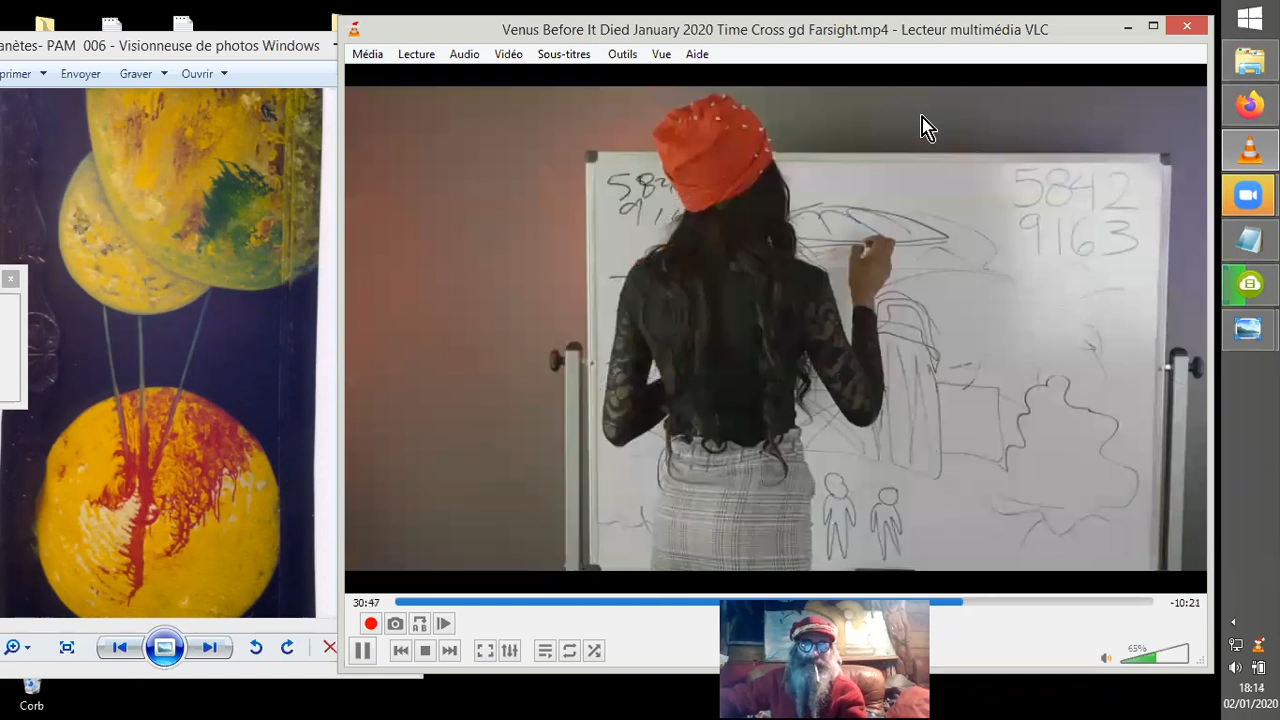 Venus Before It Died January 2020 Time Cross gd Farsight.mp4 - Lecteur multimédia VLC
anètes- PAM 006 - Visionneuse de photos Windows
Média Lecture Audio Vidéo Sous-titres Outils Vue Aide
primer Envoyer Graver Ouvrir
5842
9163
30:47
-10:21
A B
65%
Corb
18:14
02/01/2020